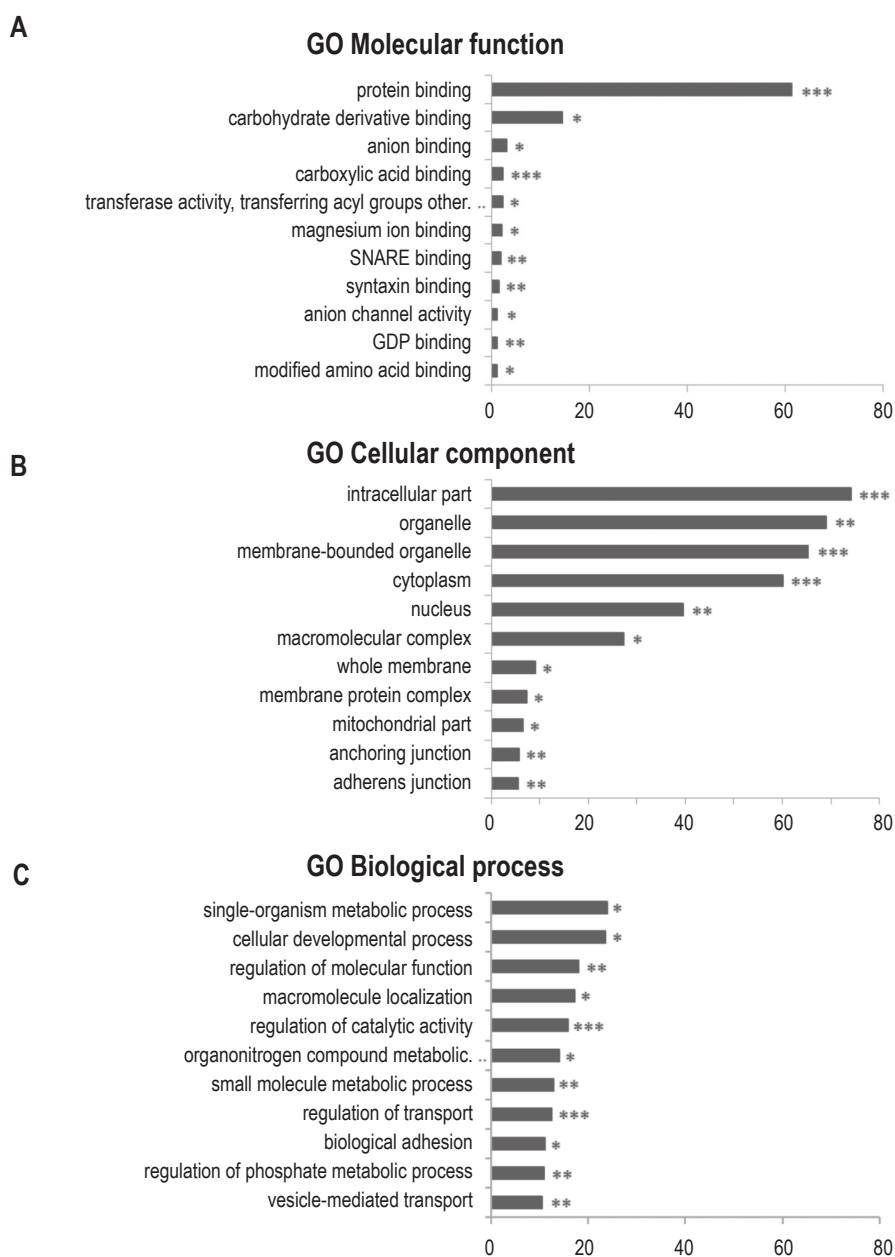 A
GO Molecular function
protein binding ***
carbohydrate derivative binding *
anion binding *
carboxylic acid binding ***
transferase activity, transferring acyl groups other. .. *
magnesium ion binding *
SNARE binding **
syntaxin binding **
anion channel activity *
GDP binding **
modified amino acid binding *
0 20 40 60 80
B
GO Cellular component
intracellular part ***
organelle **
membrane-bounded organelle ***
cytoplasm ***
nucleus **
macromolecular complex *
whole membrane *
membrane protein complex *
mitochondrial part *
anchoring junction **
adherens junction **
0 20 40 60 80
C
GO Biological process
single-organism metabolic process *
cellular developmental process *
regulation of molecular function **
macromolecule localization *
regulation of catalytic activity ***
organonitrogen compound metabolic. .. *
small molecule metabolic process **
regulation of transport ***
biological adhesion *
regulation of phosphate metabolic process **
vesicle-mediated transport **
0 20 40 60 80